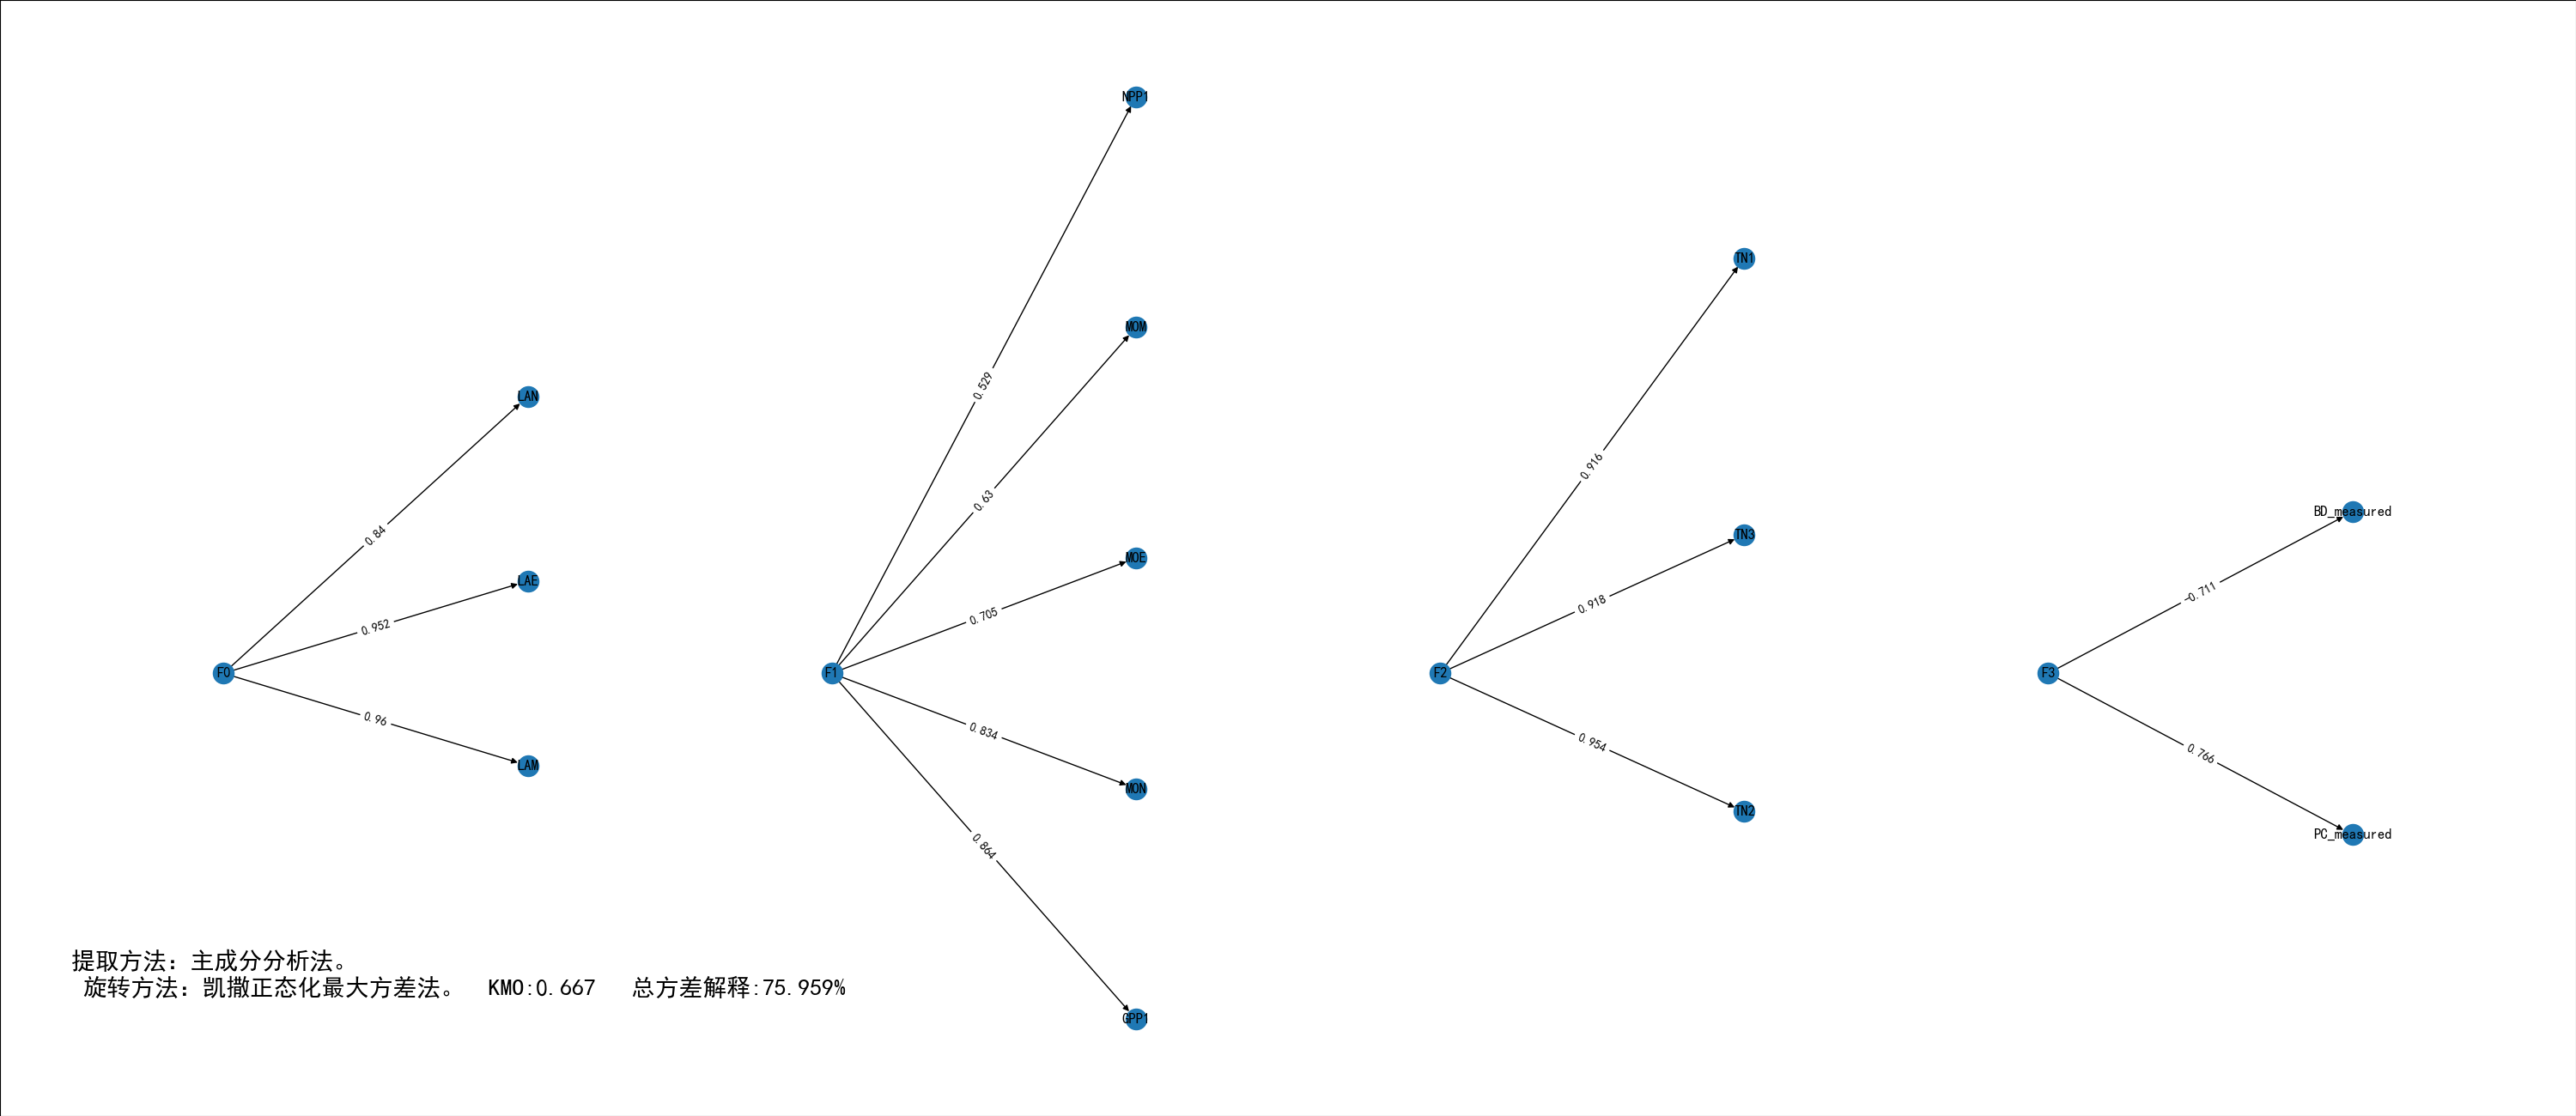 NPP1
MOM
TN1
LAN
0.529
0.916
0.63
BD_measured
0.84
TN3
MOE
LAE
-0.711
0.918
0.705
0.952
F0
F1
F2
F3
0.96
0.834
0.954
0.766
LAM
MON
TN2
PC_measured
0.864
提取方法：主成分分析法。
旋转方法：凯撒正态化最大方差法。 KMO:0.667 总方差解释:75.959%
GPP1